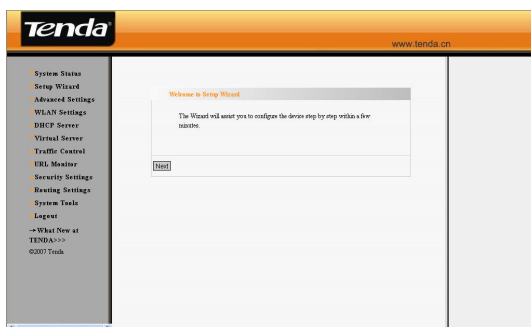 Tenda
www.tenda.cn
System Status
Setup Wizard
Advanced Settings
WLAN Settings
DHCP Server
Virtual Server
Traffic Control
URL Monitor
Security Settings
Routing Settings
System Tools
Logout
→What New at
TENDA>>>
©2007 Tenda
Welcome to Setup Wizard
The Wizard will assist you to configure the device step by step within a few
minutes.
Next